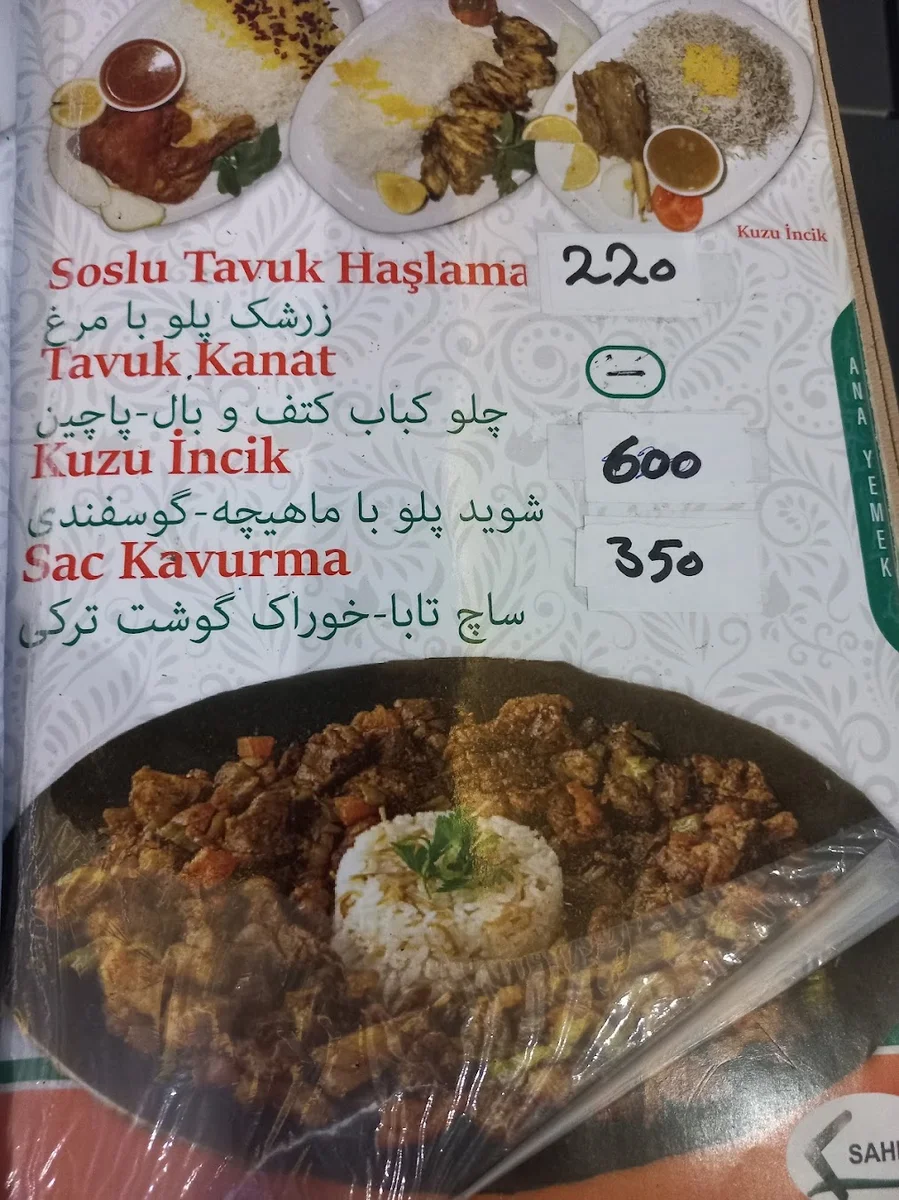 Kuzu İncik
Soslu Tavuk Haşlama 220
زرشک پلو با مرغ
Tavuk Kanat —
چلو کباب کتف و بال-پاچین
Kuzu İncik 600
شوید پلو با ماهیچه-گوسفندی
Sac Kavurma 350
ساچ تابا-خوراک گوشت ترکی
ANA YEMEK